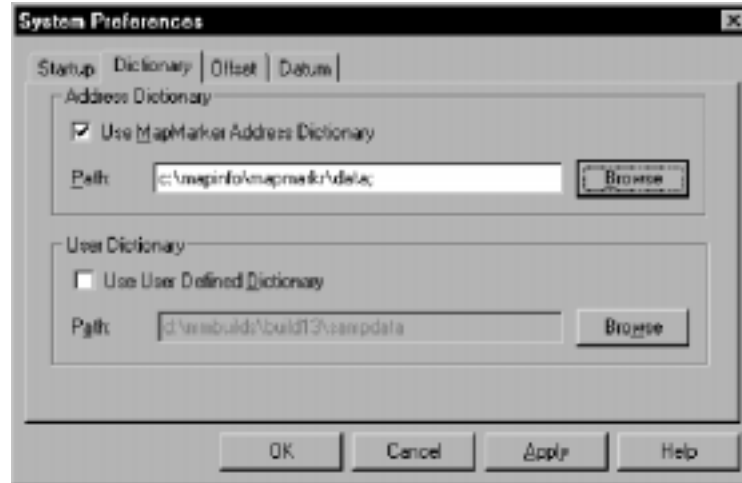 System Preferences
Startup Dictionary Offset Datum
Address Dictionary
Use MapMarker Address Dictionary
Path: c:\mapinfo\mapmarkr\data; Browse
User Dictionary
Use User Defined Dictionary
Path: d:\mmbuilds\build13\sampdata Browse
OK Cancel Apply Help